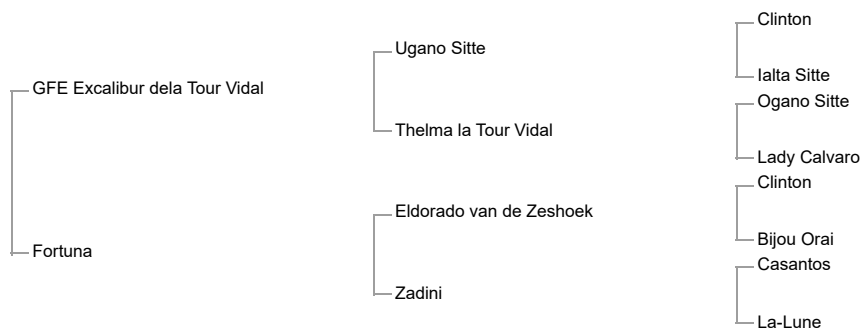 Clinton
Ugano Sitte
Ialta Sitte
GFE Excalibur dela Tour Vidal
Ogano Sitte
Thelma la Tour Vidal
Lady Calvaro
Clinton
Eldorado van de Zeshoek
Bijou Orai
Fortuna
Casantos
Zadini
La-Lune